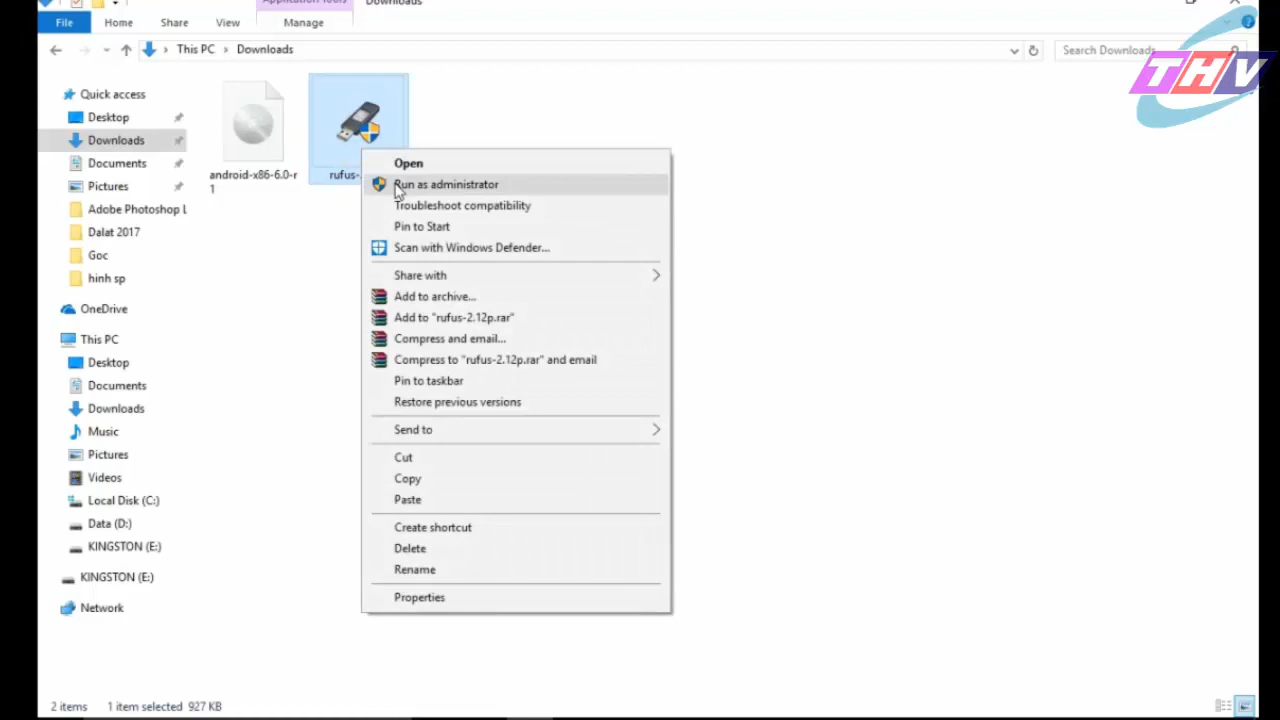 Application Tools
Downloads
File
Home
Share
View
Manage
This PC
Downloads
Search Downloads
THV
Quick access
Desktop
Downloads
Documents
Pictures
Adobe Photoshop L
Dalat 2017
Goc
hinh sp
OneDrive
This PC
Desktop
Documents
Downloads
Music
Pictures
Videos
Local Disk (C:)
Data (D:)
KINGSTON (E:)
KINGSTON (E:)
Network
android-x86-6.0-r
1
rufus-
Open
Run as administrator
Troubleshoot compatibility
Pin to Start
Scan with Windows Defender...
Share with
Add to archive...
Add to "rufus-2.12p.rar"
Compress and email...
Compress to "rufus-2.12p.rar" and email
Pin to taskbar
Restore previous versions
Send to
Cut
Copy
Paste
Create shortcut
Delete
Rename
Properties
2 items
1 item selected 927 KB